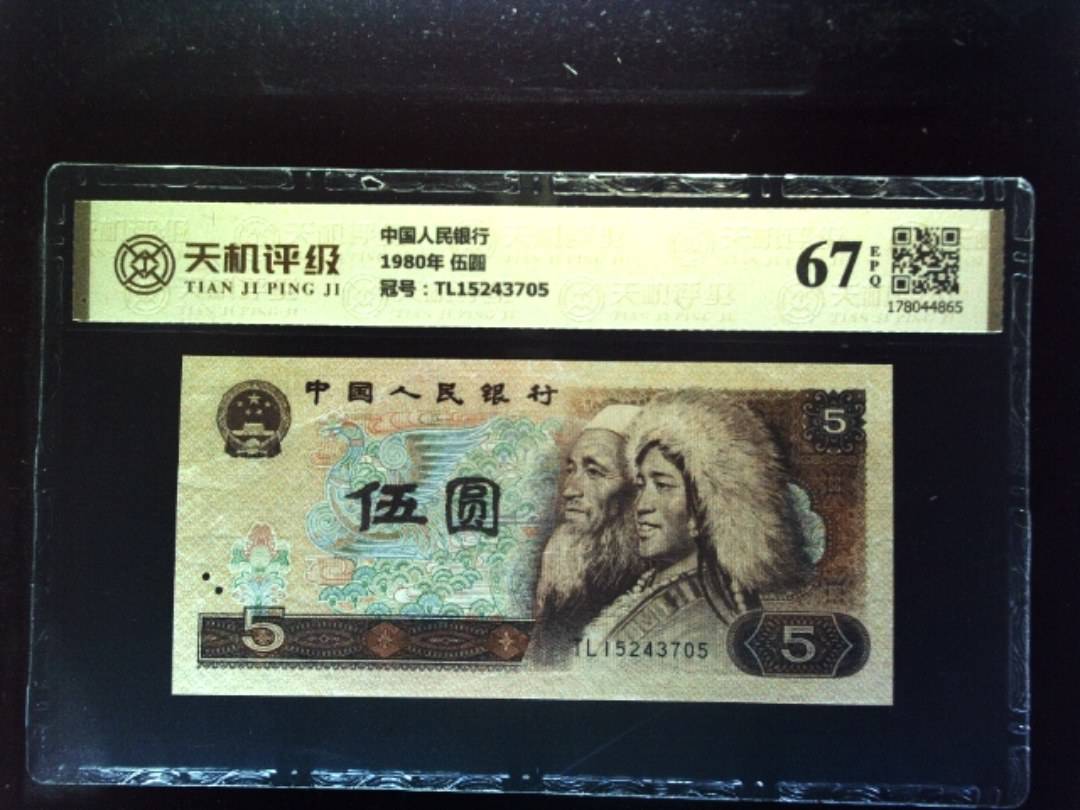 天机评级
TIAN JI PING JI
中国人民银行
1980年 伍圆
冠号：TL15243705
67
EPQ
178044865
中国人民银行
5
伍圆
5
TL15243705
5